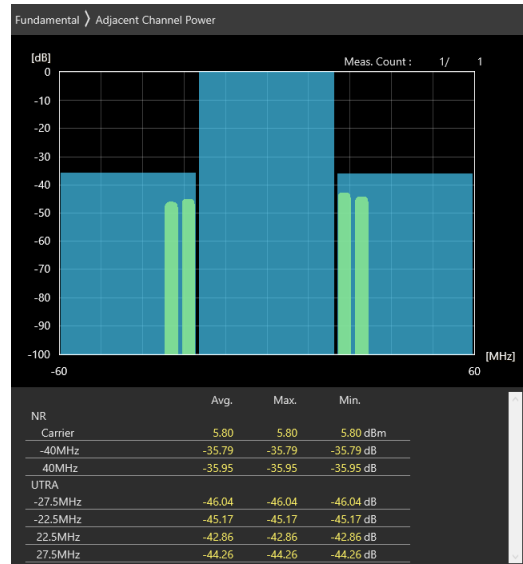 Fundamental 〉 Adjacent Channel Power
[dB]
Meas. Count : 1/ 1
0
-10
-20
-30
-40
-50
-60
-70
-80
-90
-100
[MHz]
-60 60
Avg. Max. Min.
NR
Carrier 5.80 5.80 5.80 dBm
-40MHz -35.79 -35.79 -35.79 dB
40MHz -35.95 -35.95 -35.95 dB
UTRA
-27.5MHz -46.04 -46.04 -46.04 dB
-22.5MHz -45.17 -45.17 -45.17 dB
22.5MHz -42.86 -42.86 -42.86 dB
27.5MHz -44.26 -44.26 -44.26 dB